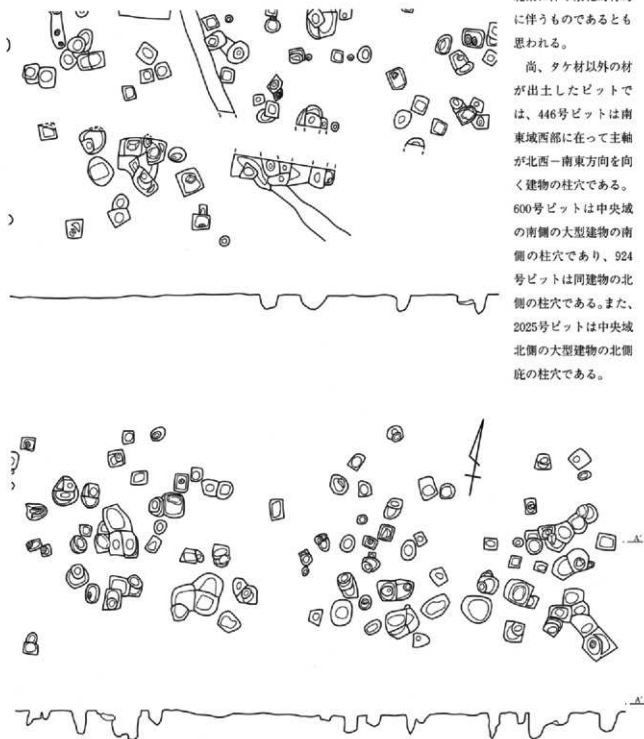 に伴うものであるとも
思われる。
尚、タケ材以外の材
が出土したピットで
は、446号ピットは南
東域西部に在って主軸
が北西－南東方向を向
く建物の柱穴である。
600号ピットは中央域
の南側の大型建物の南
側の柱穴であり、924
号ピットは同建物の北
側の柱穴である。また、
2025号ピットは中央域
北側の大型建物の北側
庇の柱穴である。
A'
A'